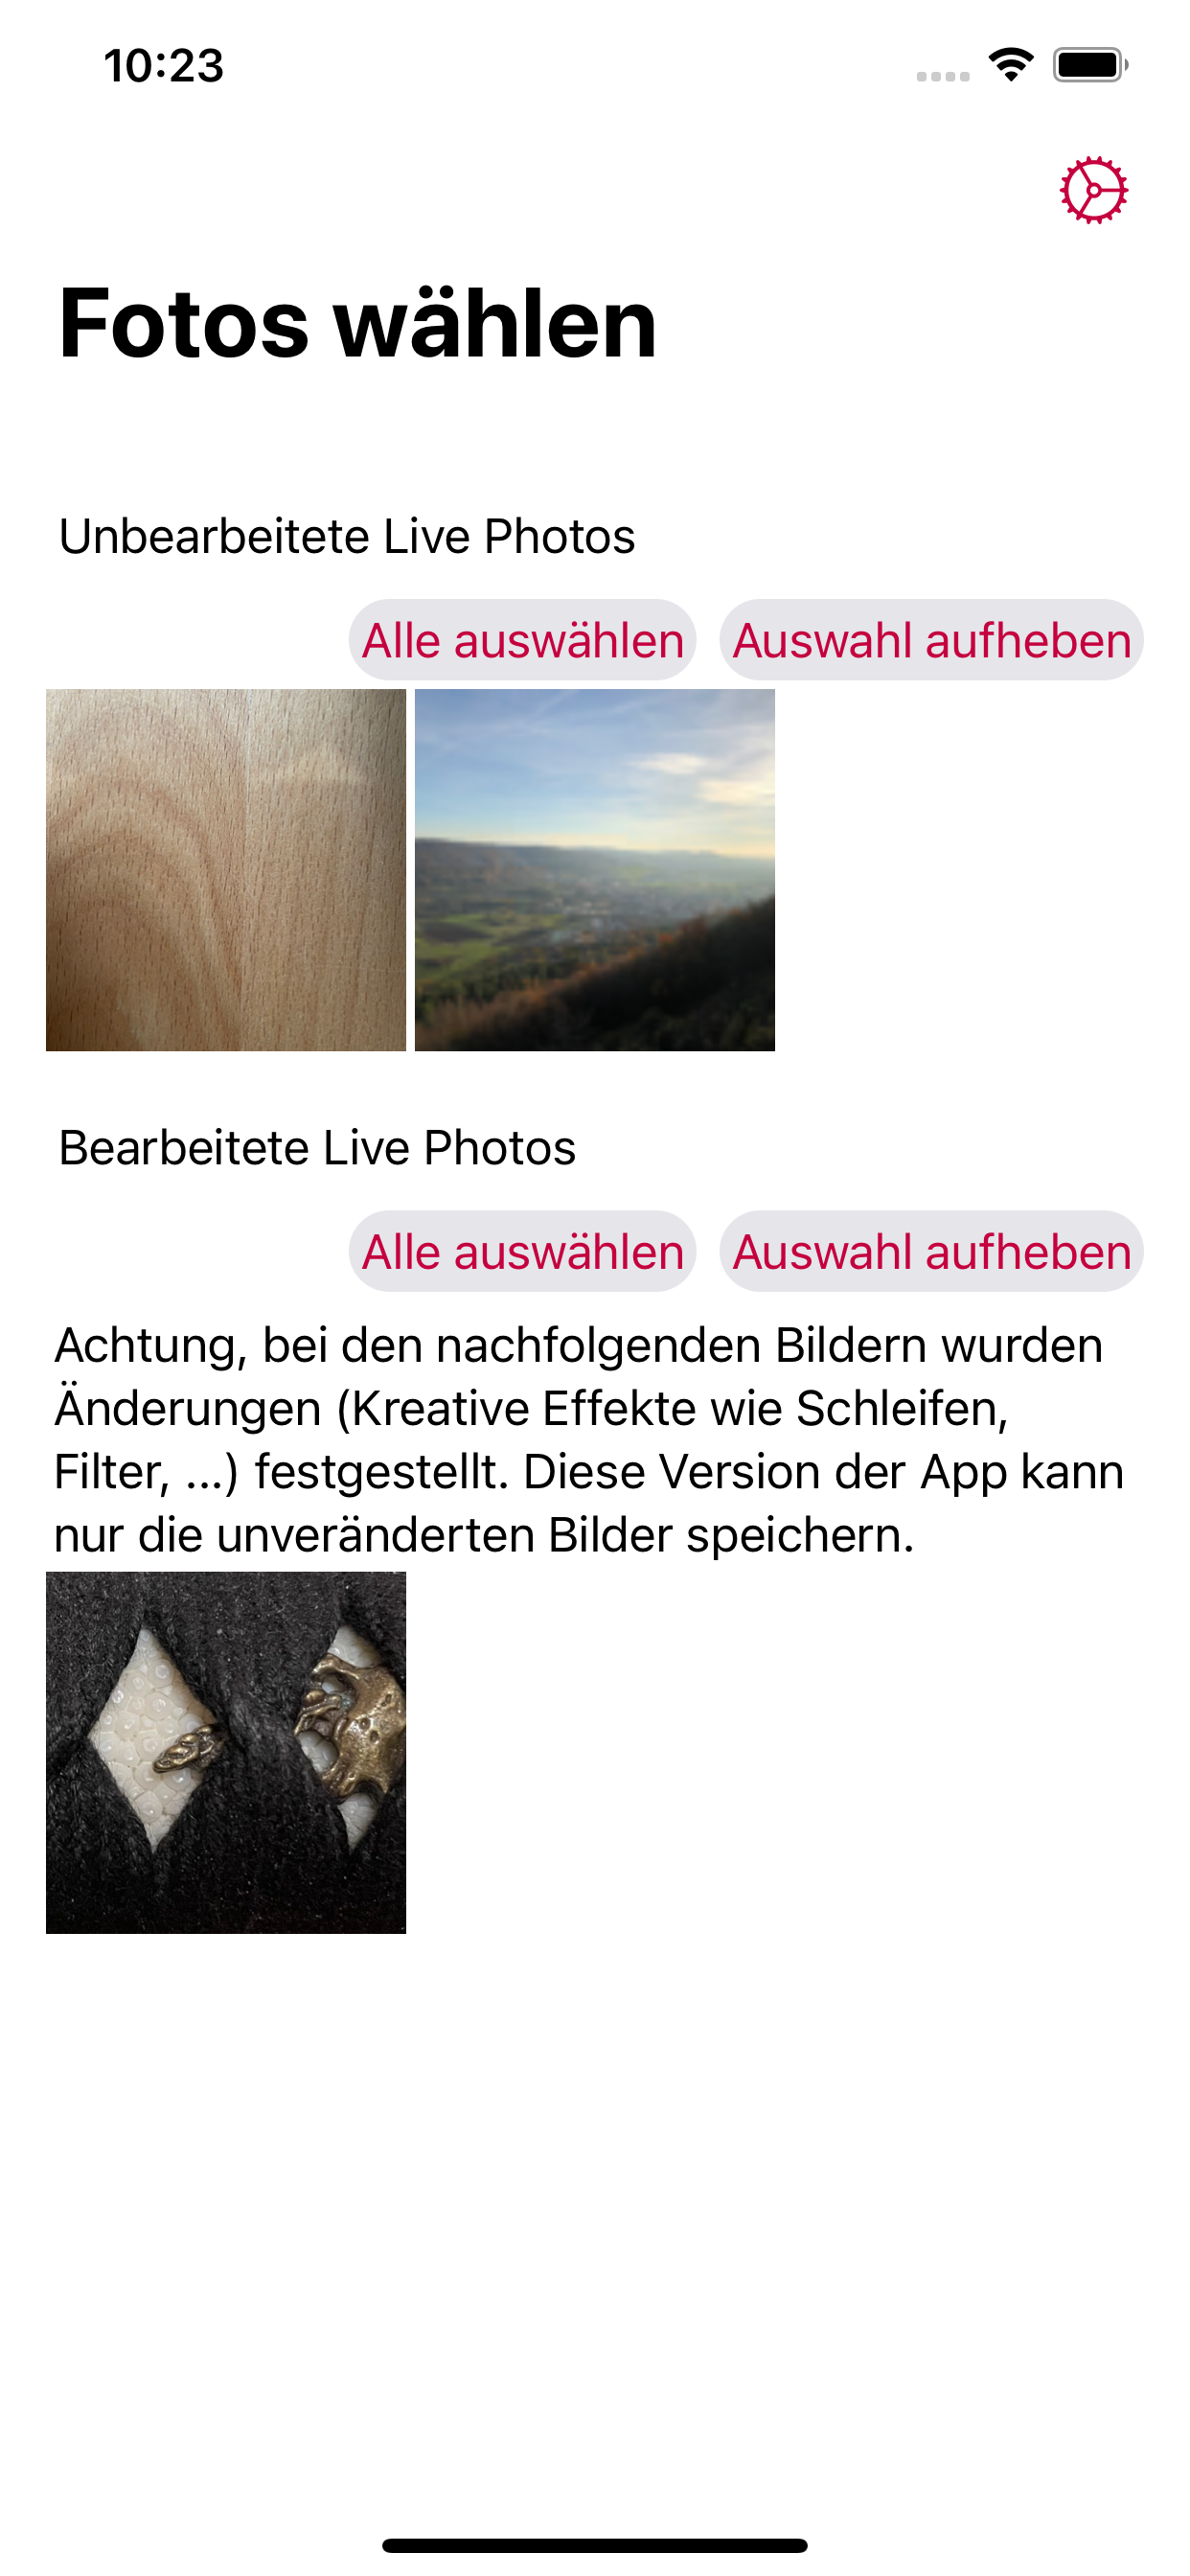 10:23
Fotos wählen
Unbearbeitete Live Photos
Alle auswählen Auswahl aufheben
Bearbeitete Live Photos
Alle auswählen Auswahl aufheben
Achtung, bei den nachfolgenden Bildern wurden
Änderungen (Kreative Effekte wie Schleifen,
Filter, ...) festgestellt. Diese Version der App kann
nur die unveränderten Bilder speichern.